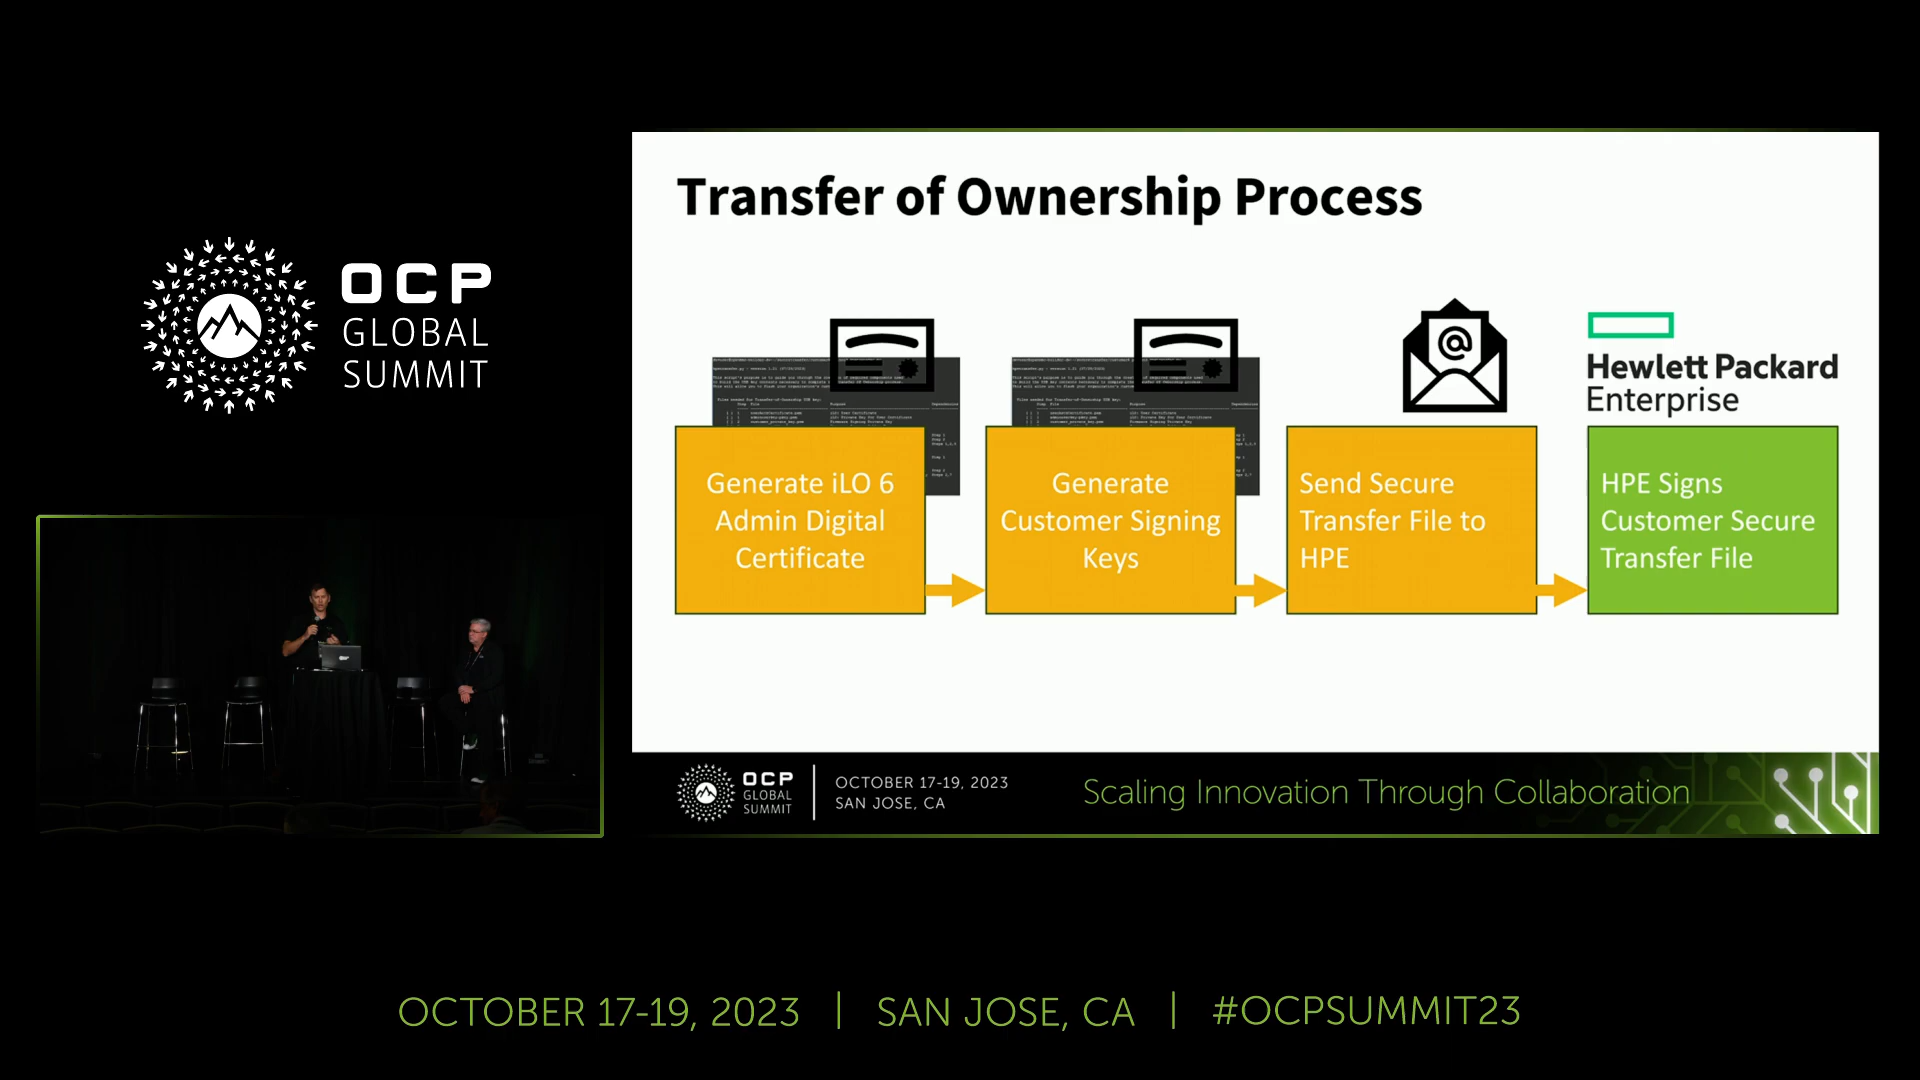 OCP
GLOBAL
SUMMIT
Transfer of Ownership Process
Hewlett Packard
Enterprise
Generate iLO 6
Admin Digital
Certificate
Generate
Customer Signing
Keys
Send Secure
Transfer File to
HPE
HPE Signs
Customer Secure
Transfer File
OCP
GLOBAL
SUMMIT
OCTOBER 17-19, 2023
SAN JOSE, CA
Scaling Innovation Through Collaboration
OCTOBER 17-19, 2023 | SAN JOSE, CA | #OCPSUMMIT23